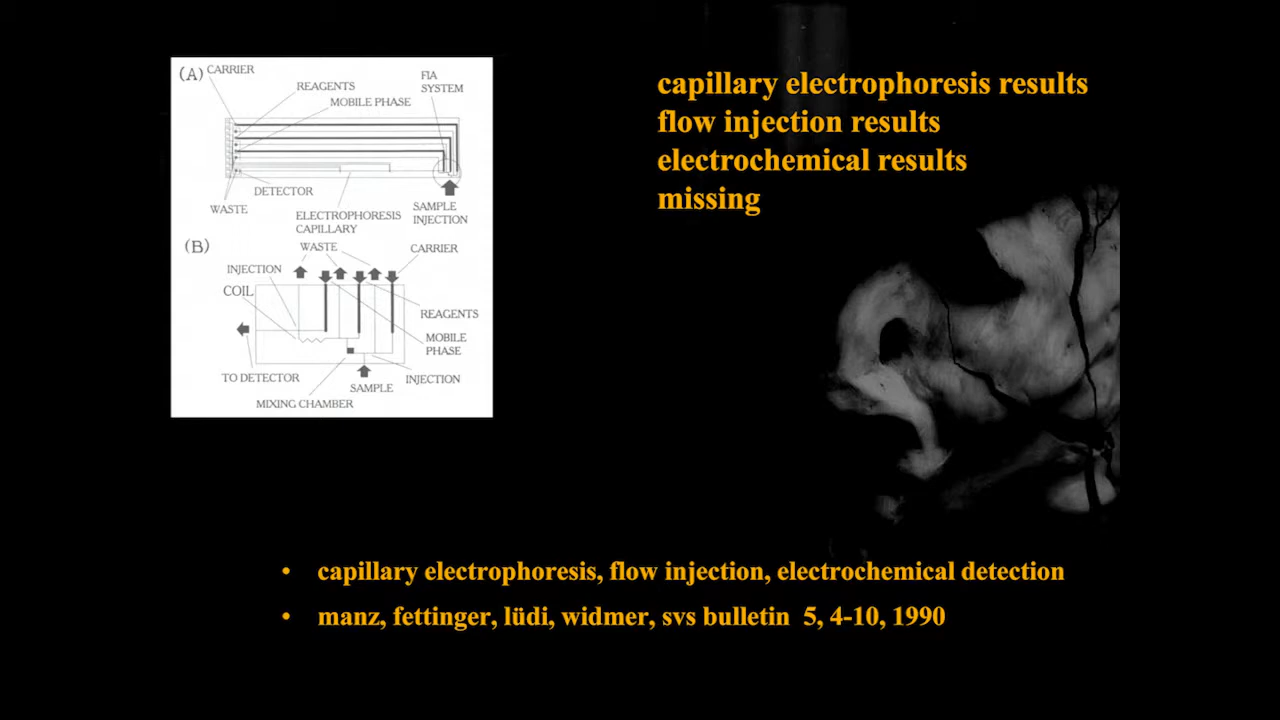 (A) CARRIER
REAGENTS
MOBILE PHASE
FIA
SYSTEM
DETECTOR
WASTE
ELECTROPHORESIS
CAPILLARY
SAMPLE
INJECTION
(B)
WASTE
CARRIER
INJECTION
COIL
REAGENTS
MOBILE
PHASE
TO DETECTOR
SAMPLE
INJECTION
MIXING CHAMBER
capillary electrophoresis results
flow injection results
electrochemical results
missing
• capillary electrophoresis, flow injection, electrochemical detection
• manz, fettinger, lüdi, widmer, svs bulletin 5, 4-10, 1990